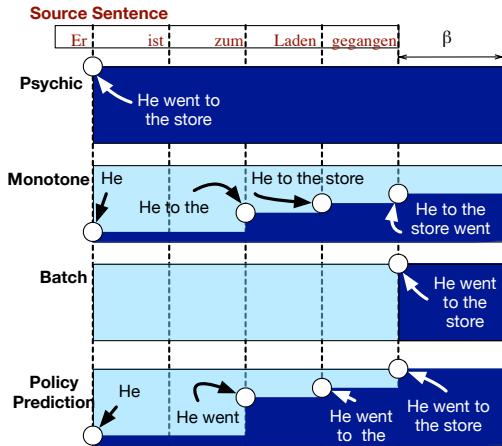 Source Sentence
Er ist zum Laden gegangen β
Psychic
He went to
the store
Monotone
He
He to the
He to the store
He to the
store went
Batch
He went
to the
store
Policy
Prediction
He
He went
He went
to the
He went to
the store